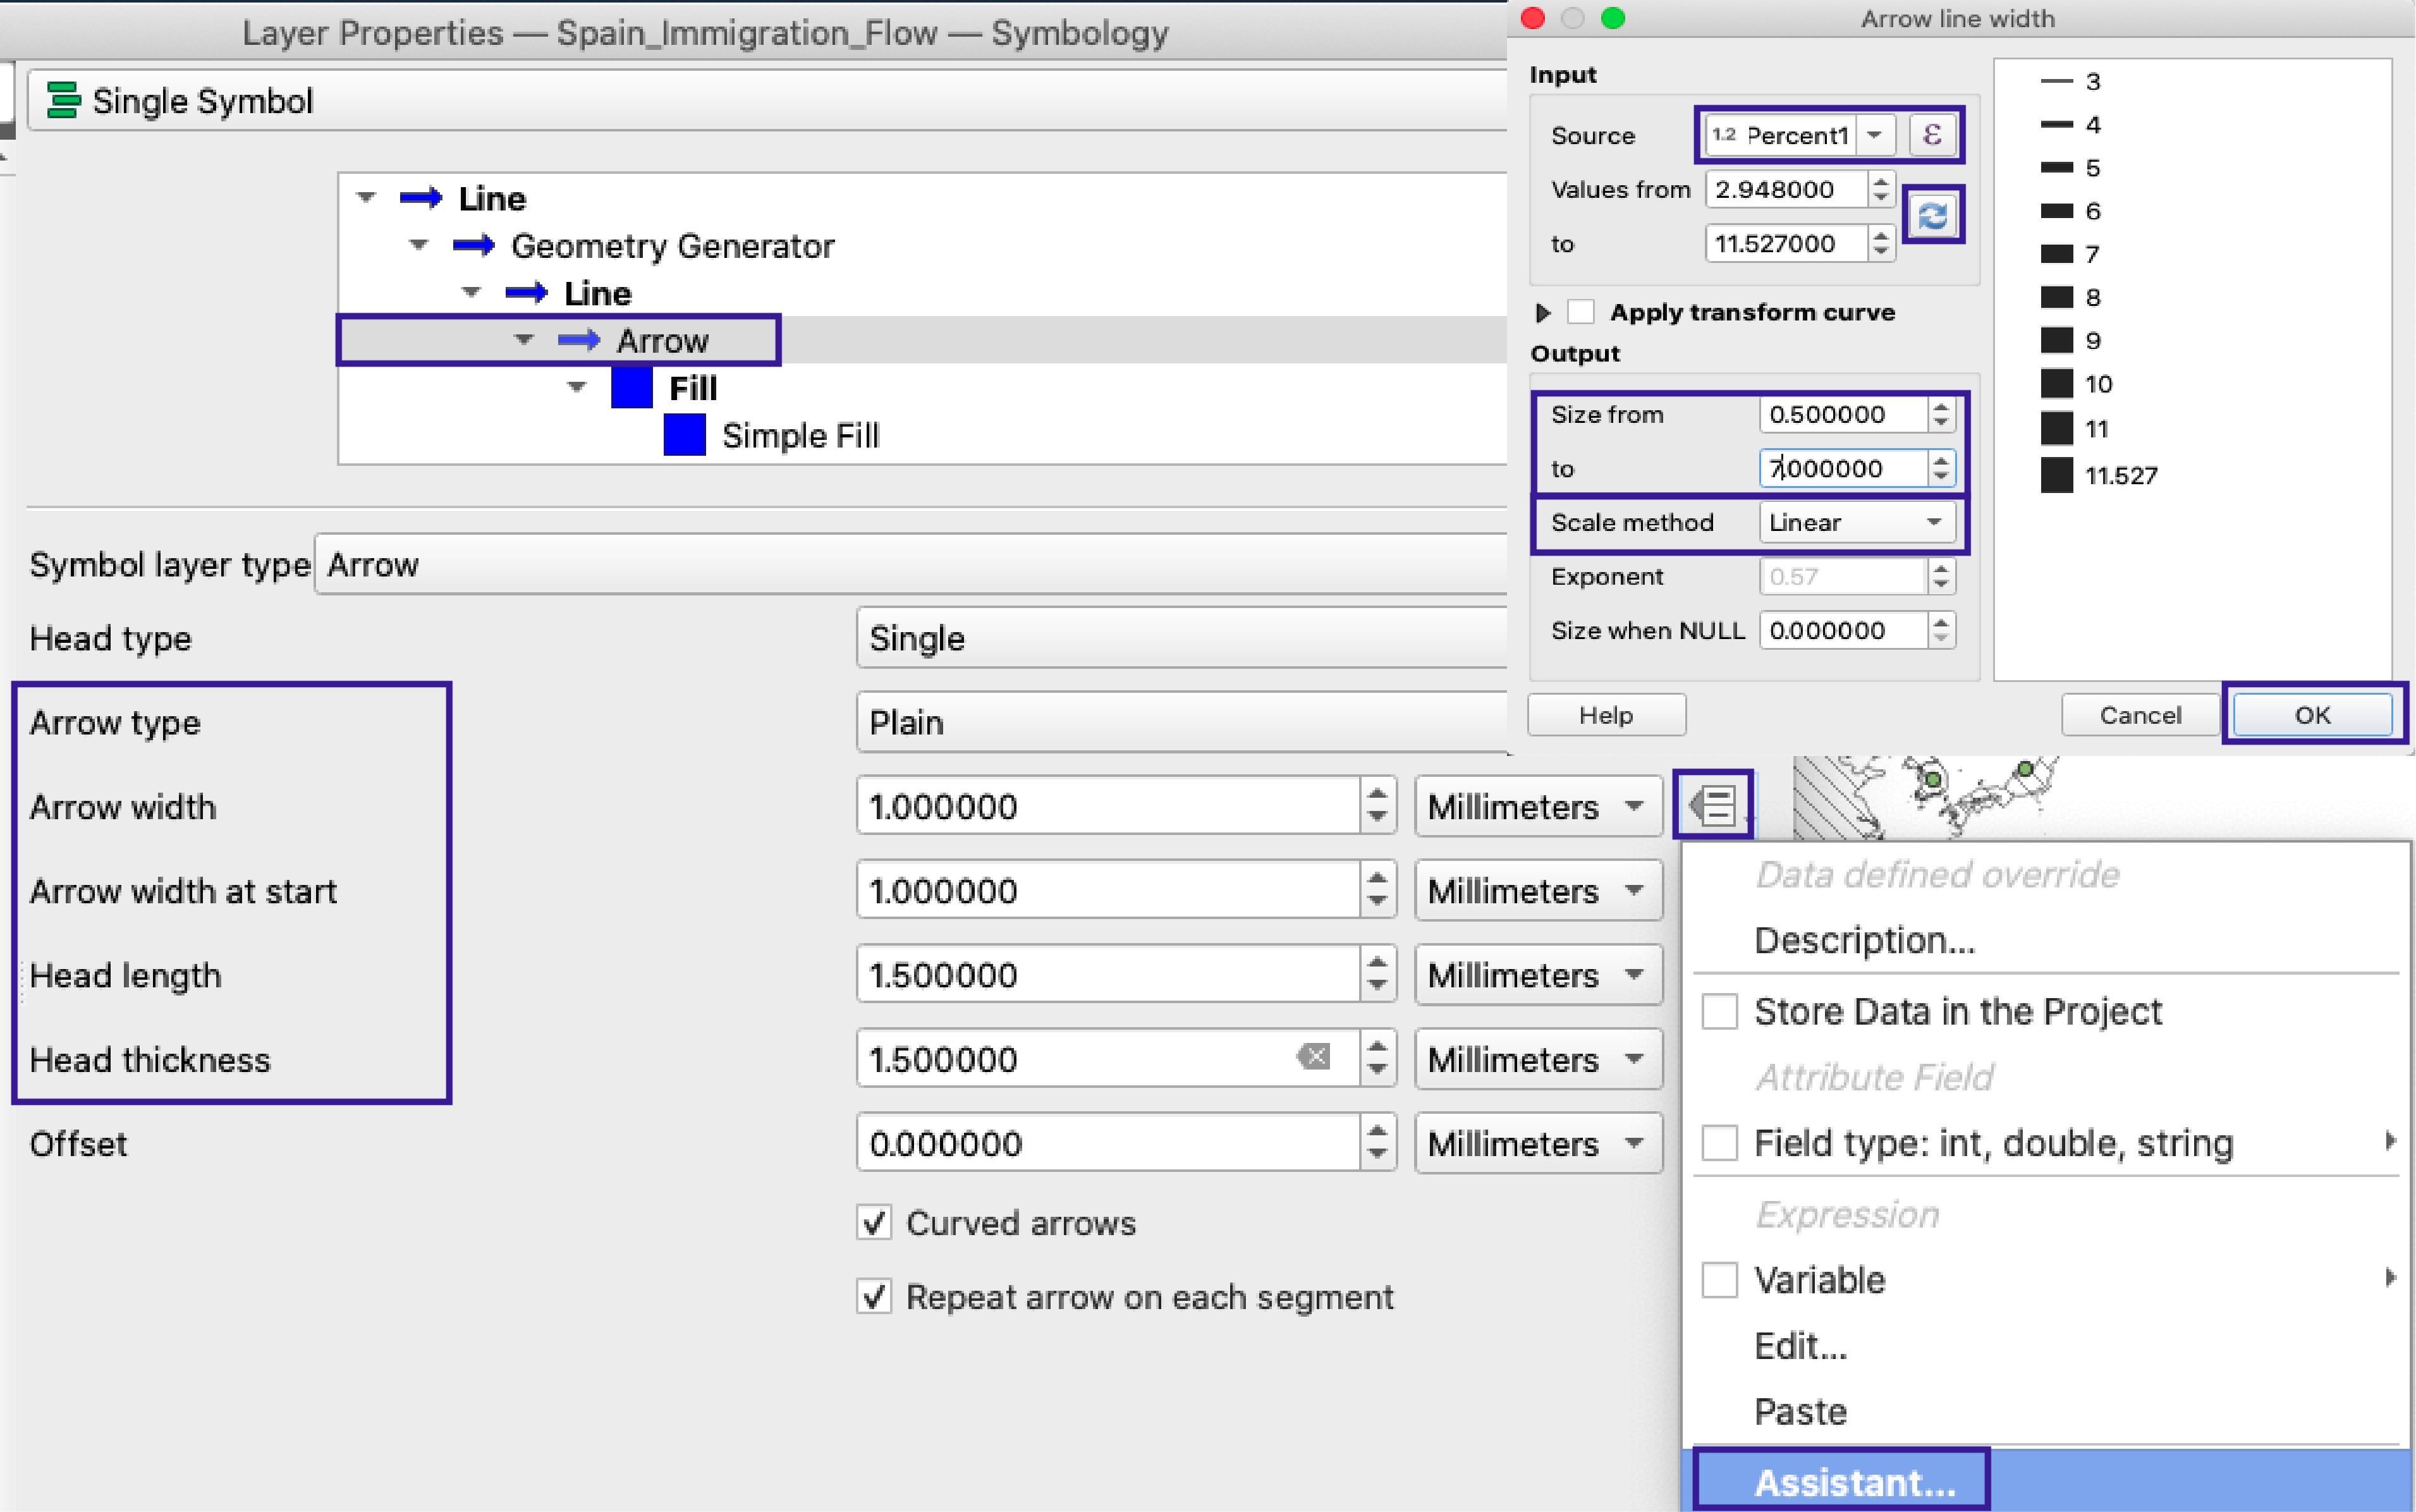 Layer Properties — Spain_Immigration_Flow — Symbology
Single Symbol
Line
Geometry Generator
Line
Arrow
Fill
Simple Fill
Symbol layer type Arrow
Head type Single
Arrow type Plain
Arrow width 1.000000 Millimeters
Arrow width at start 1.000000 Millimeters
Head length 1.500000 Millimeters
Head thickness 1.500000 Millimeters
Offset 0.000000 Millimeters
Curved arrows
Repeat arrow on each segment
Arrow line width
Input
Source 1.2 Percent1 ε
Values from 2.948000
to 11.527000
Apply transform curve
Output
Size from 0.500000
to 7.000000
Scale method Linear
Exponent 0.57
Size when NULL 0.000000
3
4
5
6
7
8
9
10
11
11.527
Help Cancel OK
Data defined override
Description...
Store Data in the Project
Attribute Field
Field type: int, double, string
Expression
Variable
Edit...
Paste
Assistant...